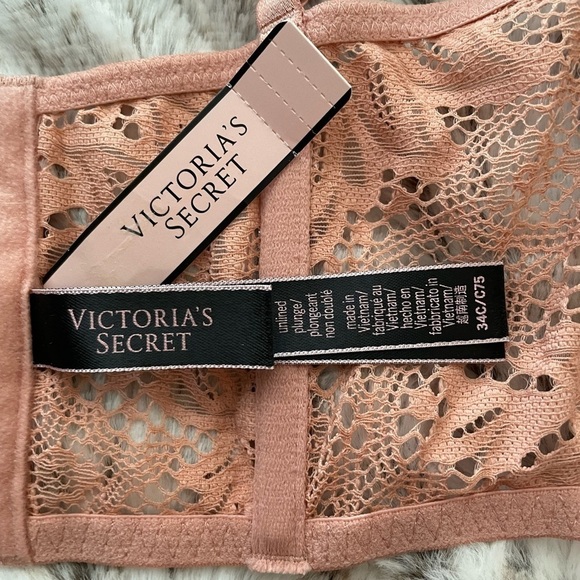 VICTORIA'S
SECRET
VICTORIA'S
SECRET
unlined
plunge/
plongeant
non doublé
made in
Vietnam/
fabriqué au
Vietnam/
hecho en
Vietnam/
fabbricato in
Vietnam/
越南制造
34C/C75